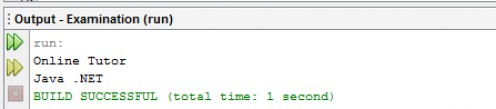 Output - Examination (run)
run:
Online Tutor
Java .NET
BUILD SUCCESSFUL (total time: 1 second)